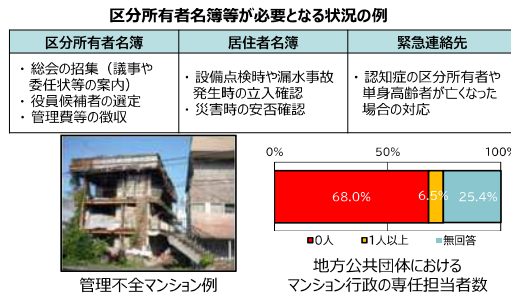 区分所有者名簿等が必要となる状況の例
区分所有者名簿
居住者名簿
緊急連絡先
・総会の招集（議事や
委任状等の案内）
・役員候補者の選定
・管理費等の徴収
・設備点検時や漏水事故
発生時の立入確認
・災害時の安否確認
・認知症の区分所有者や
単身高齢者が亡くなった
場合の対応
管理不全マンション例
0%
50%
100%
68.0%
6.5%
25.4%
0人
1人以上
無回答
地方公共団体における
マンション行政の専任担当者数